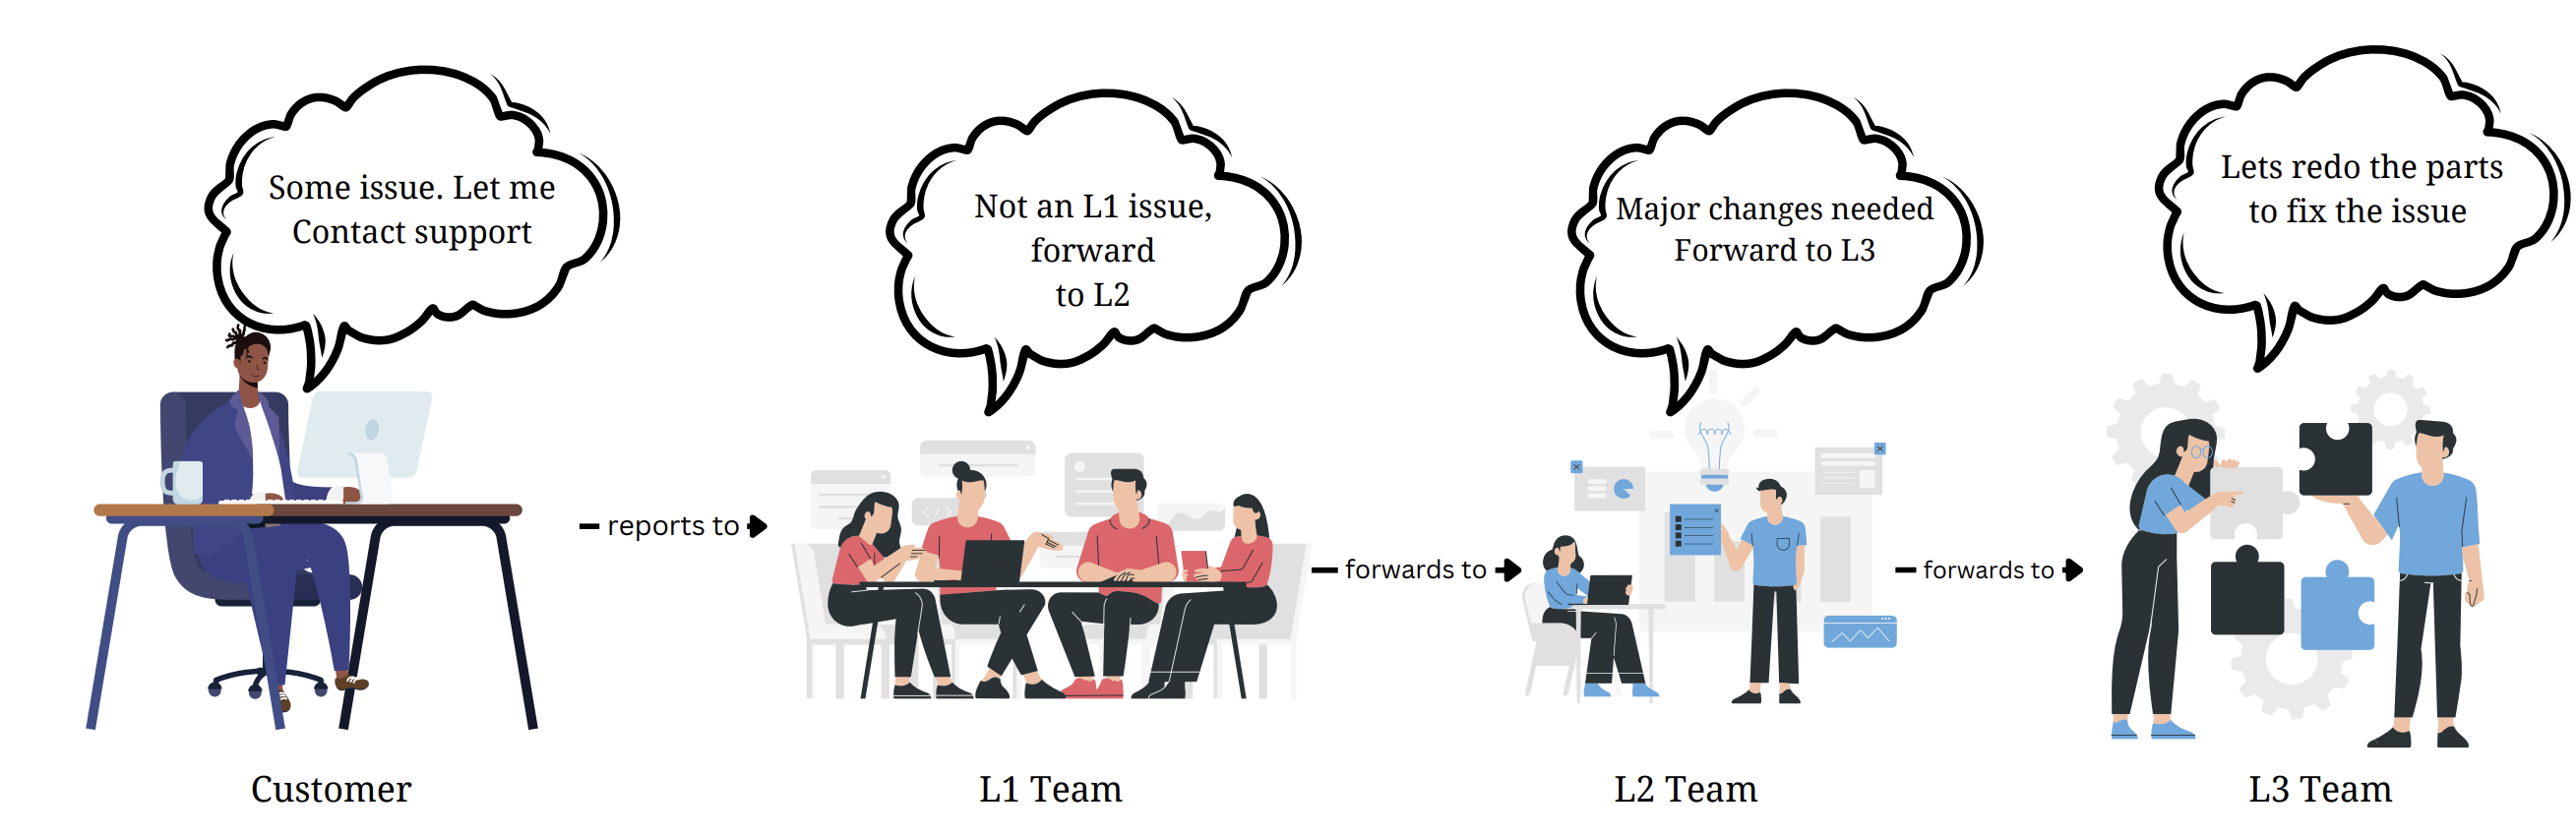 Some issue. Let me
Contact support
Not an L1 issue,
forward
to L2
Major changes needed
Forward to L3
Lets redo the parts
to fix the issue
reports to
forwards to
forwards to
Customer
L1 Team
L2 Team
L3 Team